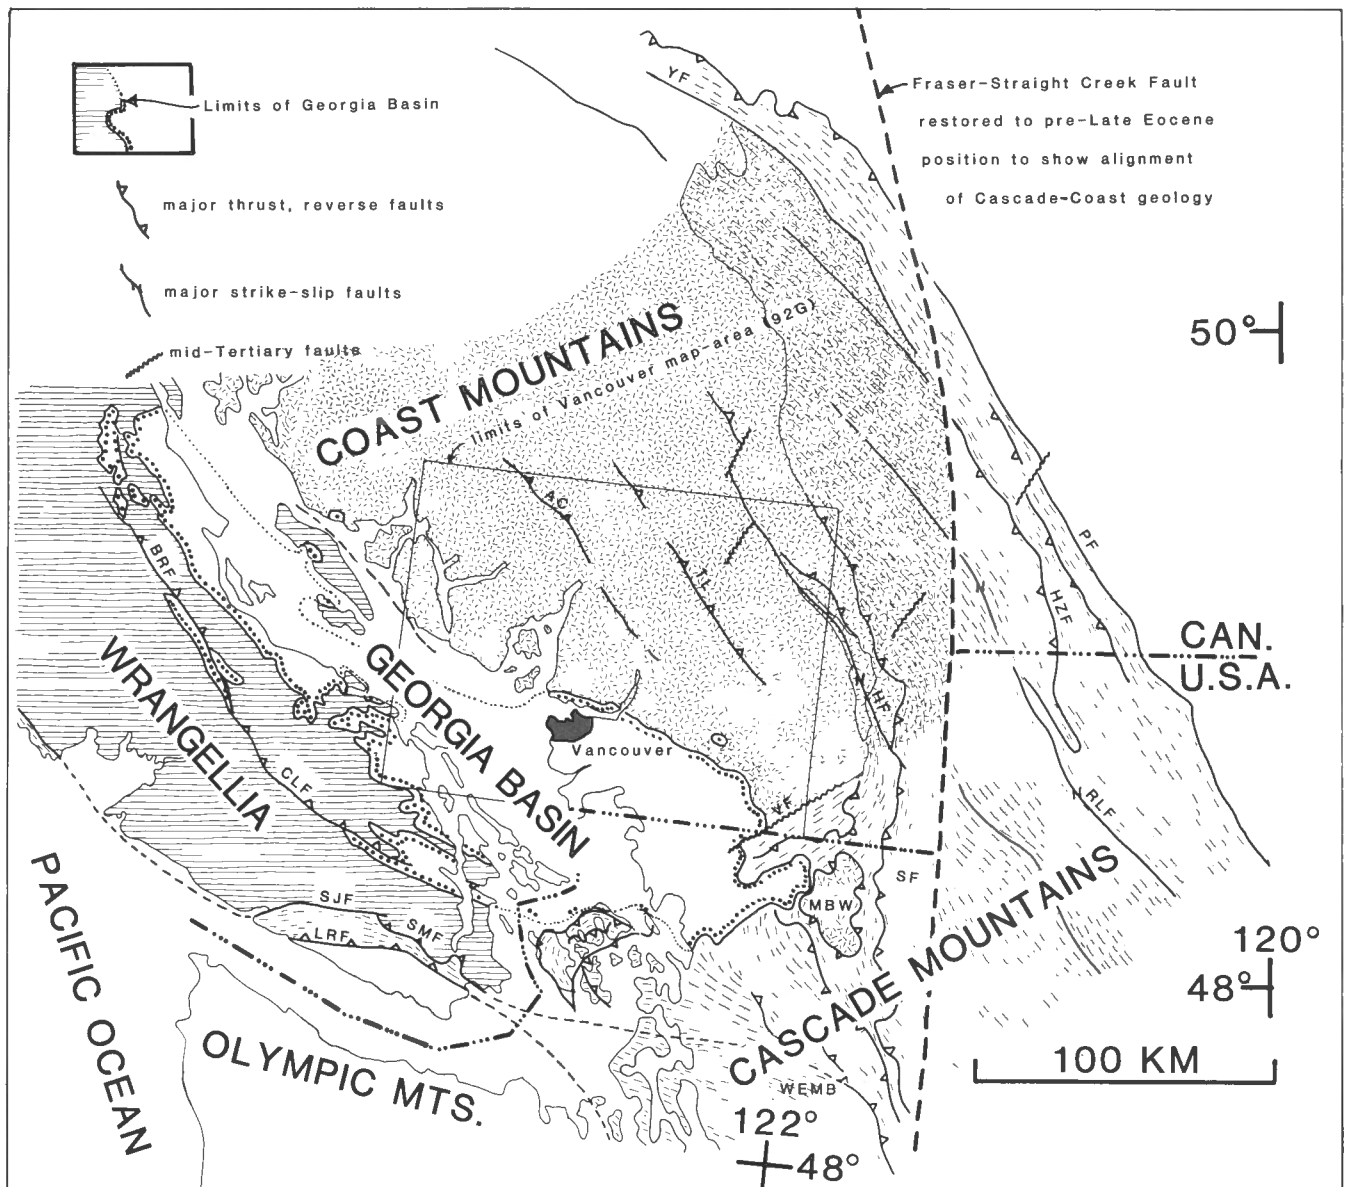 YF
Fraser-Straight Creek Fault
restored to pre-Late Eocene
position to show alignment
of Cascade-Coast geology
Limits of Georgia Basin
major thrust, reverse faults
major strike-slip faults
mid-Tertiary faults
50°
COAST MOUNTAINS
limits of Vancouver map-area (92G)
AC
TL
BRF
PF
HZF
CAN.
U.S.A.
WRANGELLIA
GEORGIA BASIN
HF
Vancouver
CLF
VF
RLF
SF
MBW
SJF
LRF
SMF
PACIFIC OCEAN
OLYMPIC MTS.
CASCADE MOUNTAINS
WEMB
120°
48°
100 KM
122°
48°